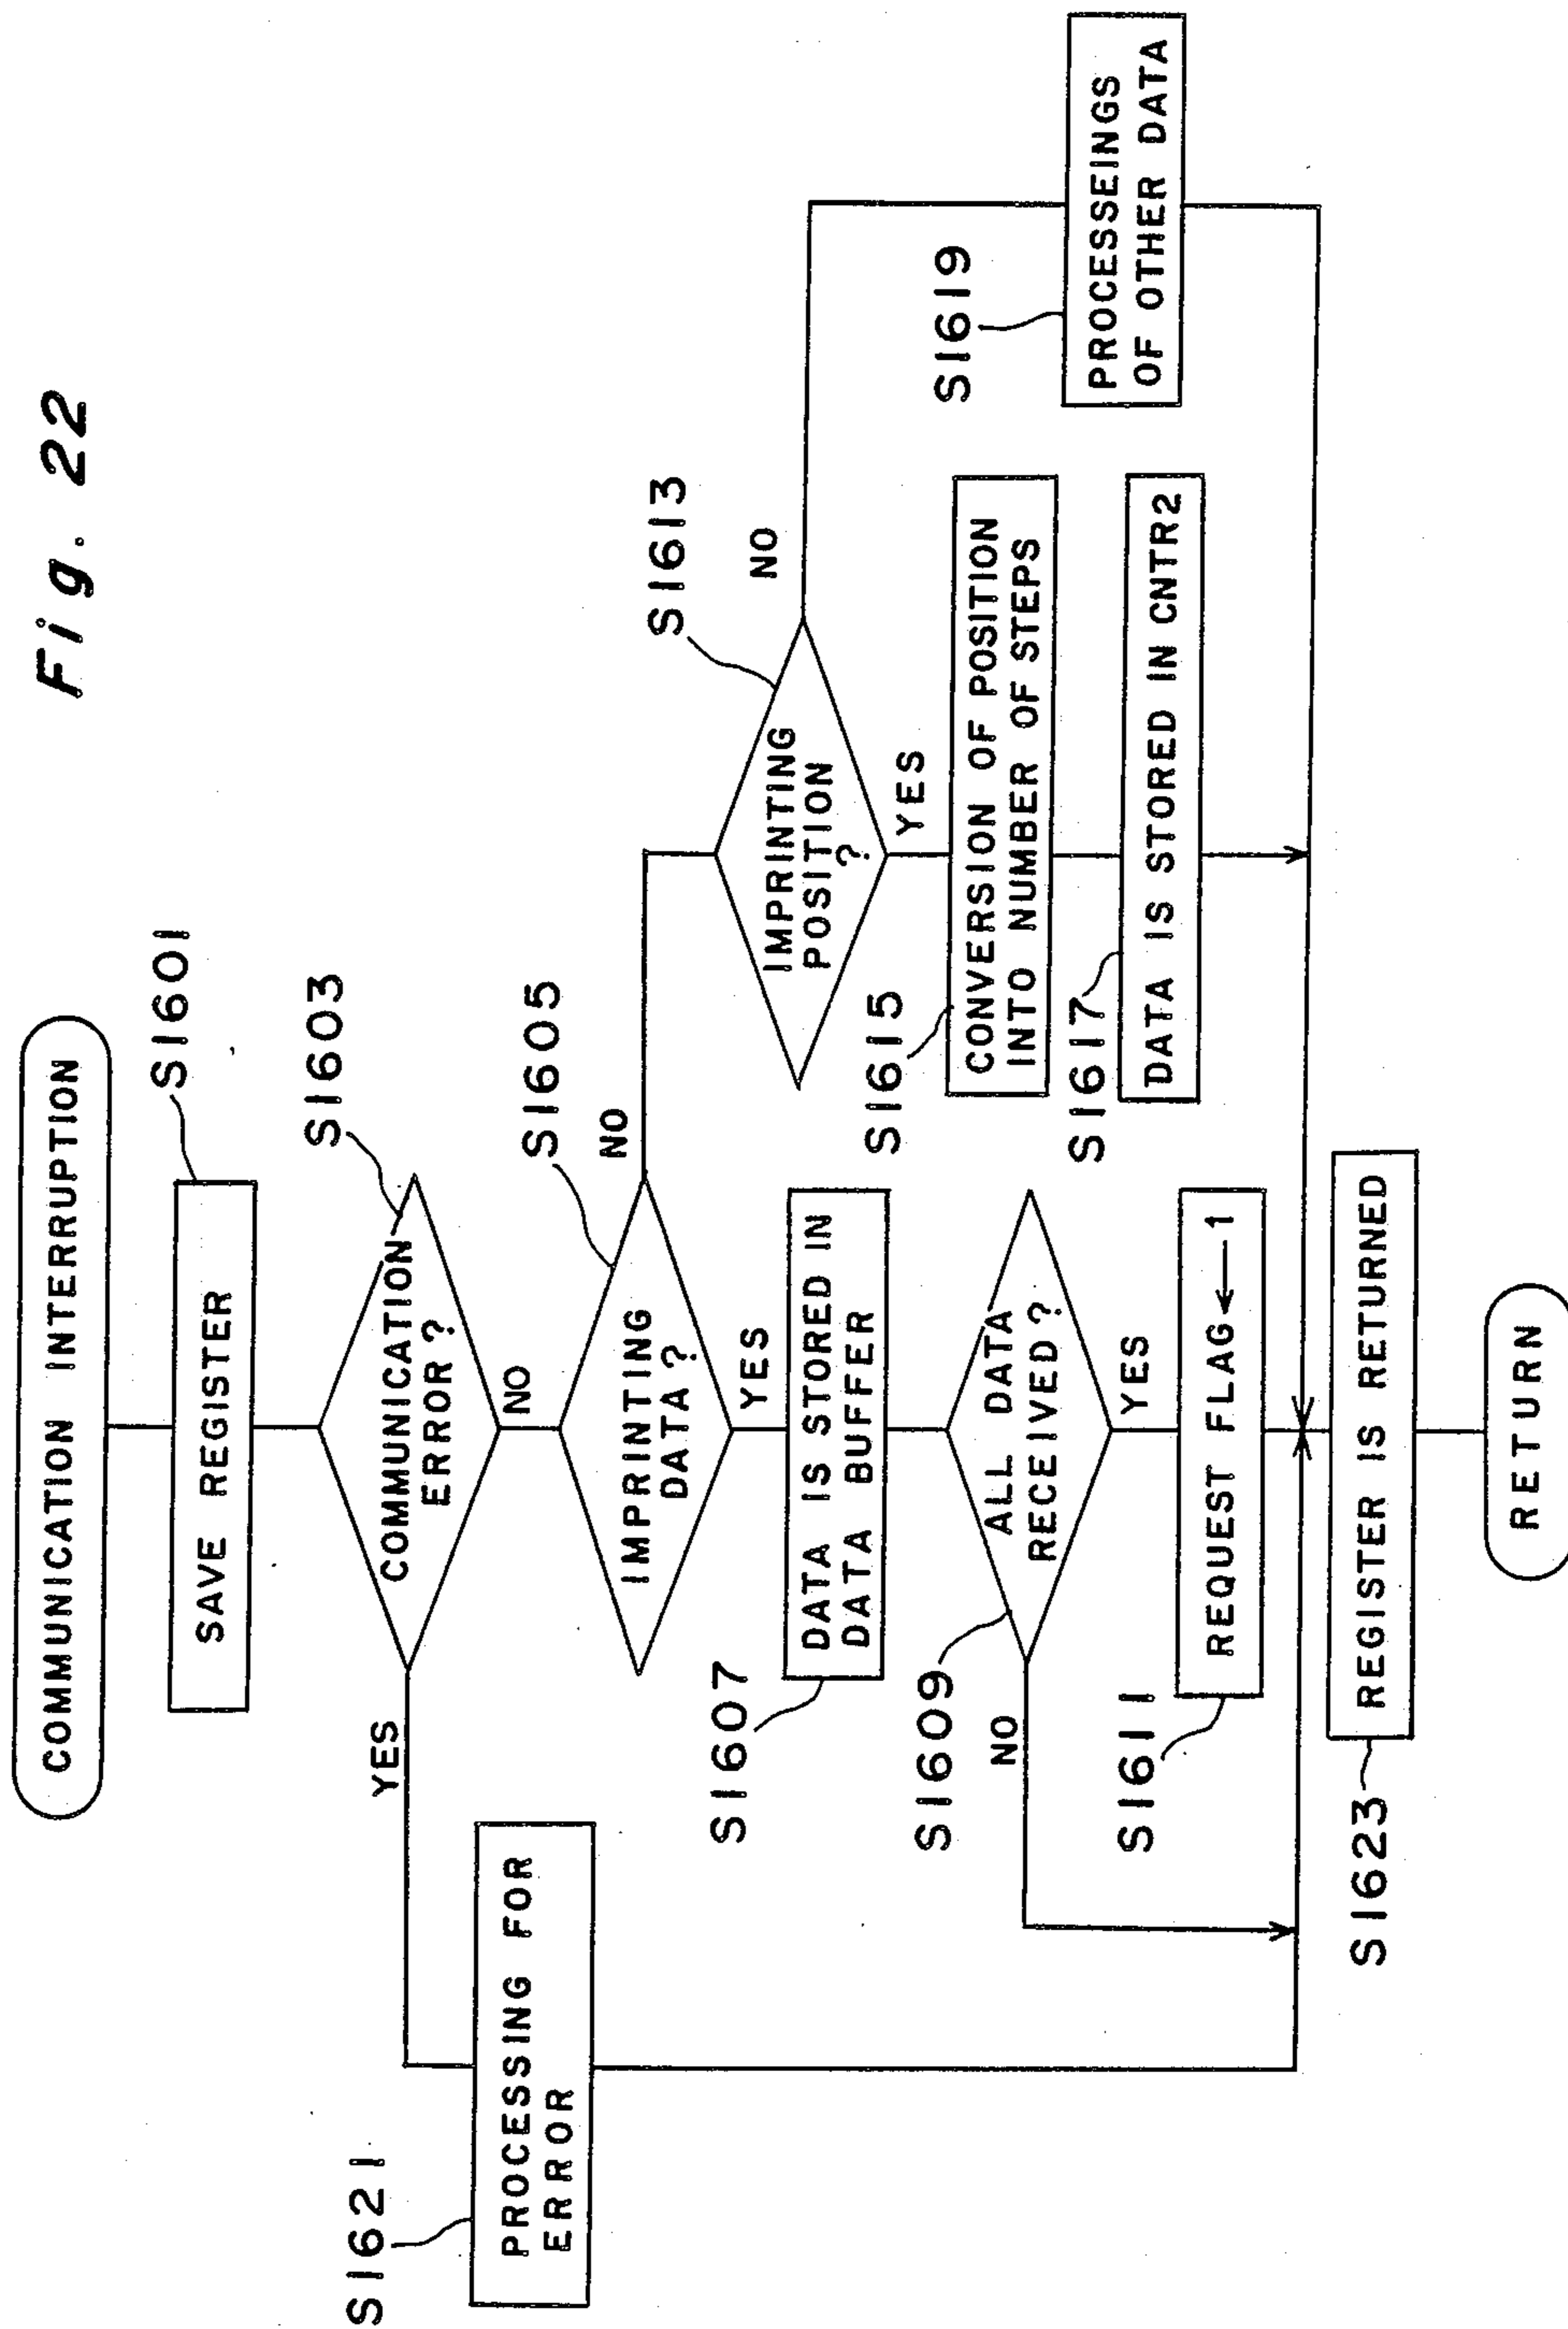 Fig. 22
COMMUNICATION INTERRUPTION
S1601
SAVE REGISTER
S1603
COMMUNICATION
ERROR?
YES
NO
S1621
PROCESSING FOR
ERROR
S1605
IMPRINTING
DATA?
NO
YES
S1607
DATA IS STORED IN
DATA BUFFER
S1609
ALL DATA
RECEIVED?
NO
YES
S1611
REQUEST FLAG←1
S1613
IMPRINTING
POSITION
?
NO
YES
S1615
CONVERSION OF POSITION
INTO NUMBER OF STEPS
S1617
DATA IS STORED IN CNTR2
S1619
PROCESSEINGS
OF OTHER DATA
S1623
REGISTER IS RETURNED
RETURN